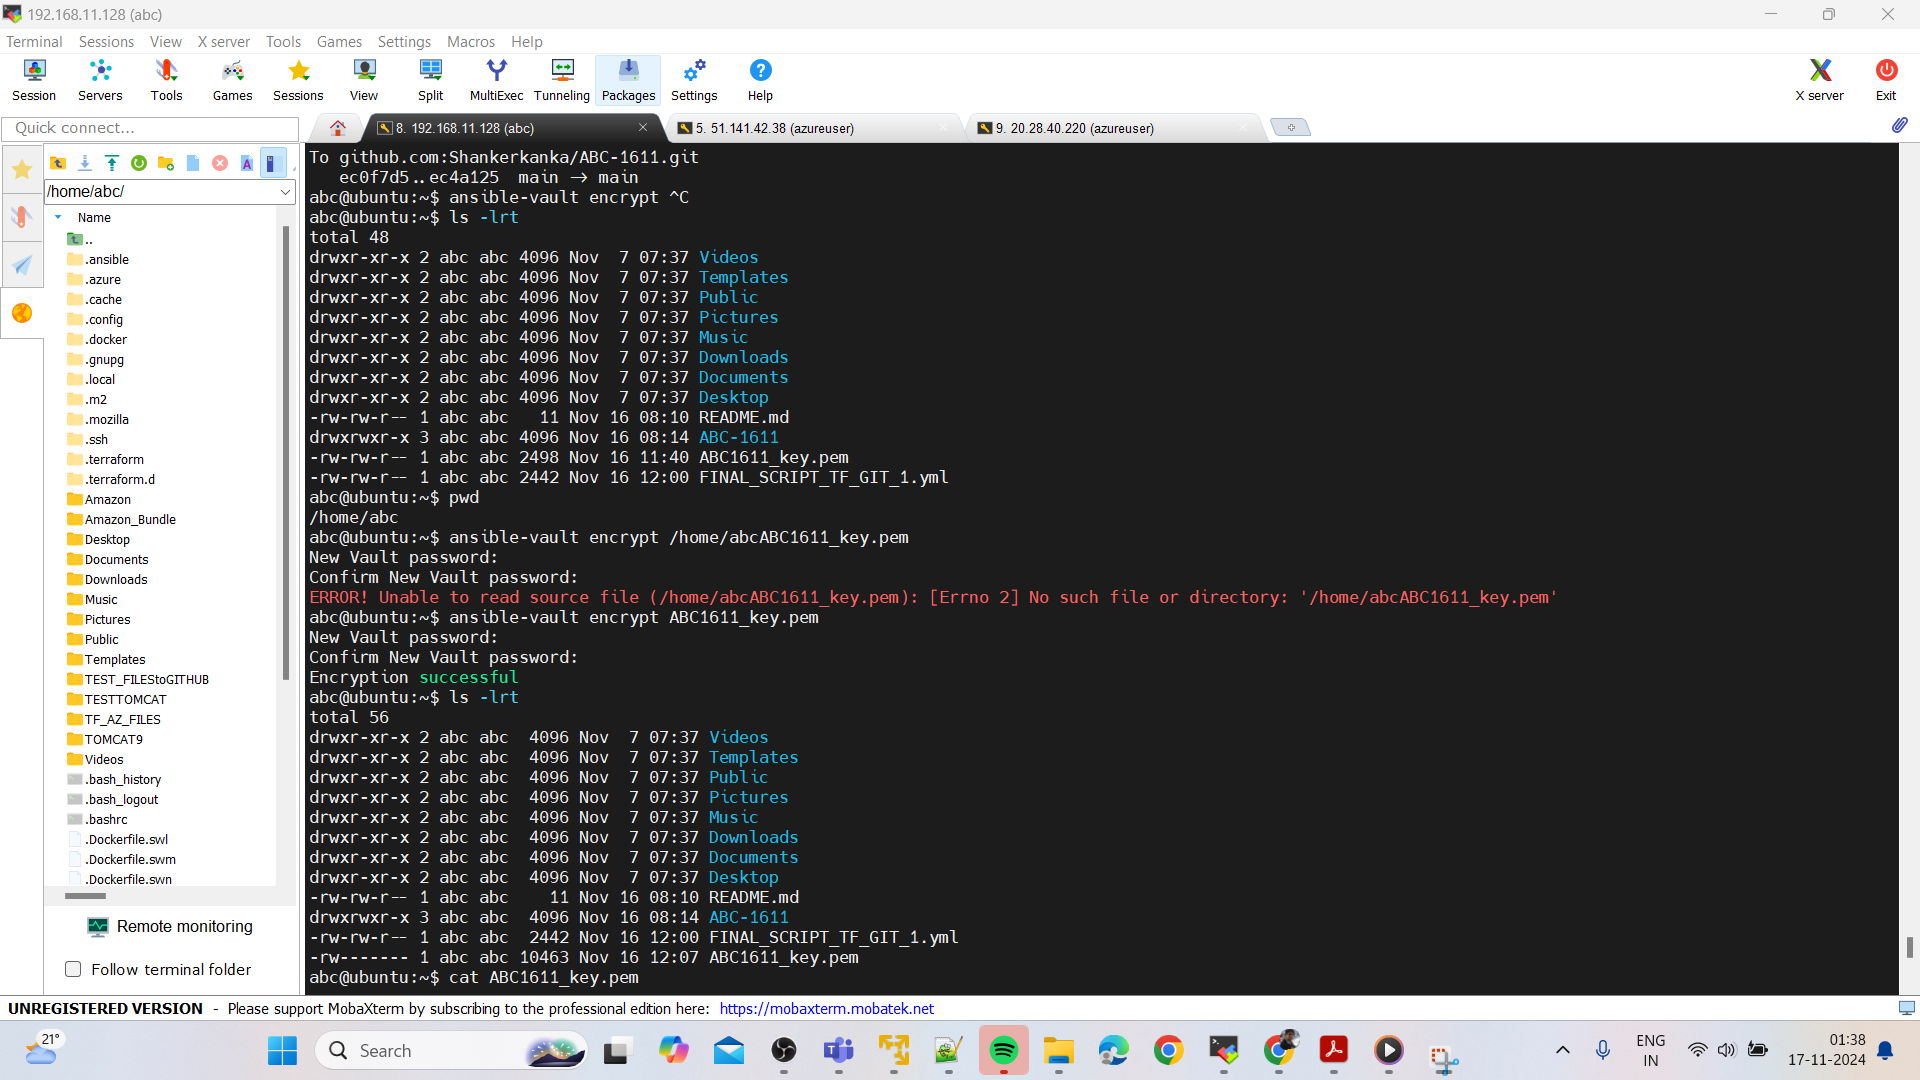 192.168.11.128 (abc)
Terminal Sessions View X server Tools Games Settings Macros Help
Session Servers Tools Games Sessions View Split MultiExec Tunneling Packages Settings Help X server Exit
Quick connect...
8. 192.168.11.128 (abc) 5. 51.141.42.38 (azureuser) 9. 20.28.40.220 (azureuser)
/home/abc/
Name
..
.ansible
.azure
.cache
.config
.docker
.gnupg
.local
.m2
.mozilla
.ssh
.terraform
.terraform.d
Amazon
Amazon_Bundle
Desktop
Documents
Downloads
Music
Pictures
Public
Templates
TEST_FILEStoGITHUB
TESTTOMCAT
TF_AZ_FILES
TOMCAT9
Videos
.bash_history
.bash_logout
.bashrc
.Dockerfile.swl
.Dockerfile.swm
.Dockerfile.swn
Remote monitoring
Follow terminal folder
To github.com:Shankerkanka/ABC-1611.git
ec0f7d5..ec4a125 main -> main
abc@ubuntu:~$ ansible-vault encrypt ^C
abc@ubuntu:~$ ls -lrt
total 48
drwxr-xr-x 2 abc abc 4096 Nov  7 07:37 Videos
drwxr-xr-x 2 abc abc 4096 Nov  7 07:37 Templates
drwxr-xr-x 2 abc abc 4096 Nov  7 07:37 Public
drwxr-xr-x 2 abc abc 4096 Nov  7 07:37 Pictures
drwxr-xr-x 2 abc abc 4096 Nov  7 07:37 Music
drwxr-xr-x 2 abc abc 4096 Nov  7 07:37 Downloads
drwxr-xr-x 2 abc abc 4096 Nov  7 07:37 Documents
drwxr-xr-x 2 abc abc 4096 Nov  7 07:37 Desktop
-rw-rw-r-- 1 abc abc   11 Nov 16 08:10 README.md
drwxrwxr-x 3 abc abc 4096 Nov 16 08:14 ABC-1611
-rw-rw-r-- 1 abc abc 2498 Nov 16 11:40 ABC1611_key.pem
-rw-rw-r-- 1 abc abc 2442 Nov 16 12:00 FINAL_SCRIPT_TF_GIT_1.yml
abc@ubuntu:~$ pwd
/home/abc
abc@ubuntu:~$ ansible-vault encrypt /home/abcABC1611_key.pem
New Vault password:
Confirm New Vault password:
ERROR! Unable to read source file (/home/abcABC1611_key.pem): [Errno 2] No such file or directory: '/home/abcABC1611_key.pem'
abc@ubuntu:~$ ansible-vault encrypt ABC1611_key.pem
New Vault password:
Confirm New Vault password:
Encryption successful
abc@ubuntu:~$ ls -lrt
total 56
drwxr-xr-x 2 abc abc  4096 Nov  7 07:37 Videos
drwxr-xr-x 2 abc abc  4096 Nov  7 07:37 Templates
drwxr-xr-x 2 abc abc  4096 Nov  7 07:37 Public
drwxr-xr-x 2 abc abc  4096 Nov  7 07:37 Pictures
drwxr-xr-x 2 abc abc  4096 Nov  7 07:37 Music
drwxr-xr-x 2 abc abc  4096 Nov  7 07:37 Downloads
drwxr-xr-x 2 abc abc  4096 Nov  7 07:37 Documents
drwxr-xr-x 2 abc abc  4096 Nov  7 07:37 Desktop
-rw-rw-r-- 1 abc abc    11 Nov 16 08:10 README.md
drwxrwxr-x 3 abc abc  4096 Nov 16 08:14 ABC-1611
-rw-rw-r-- 1 abc abc  2442 Nov 16 12:00 FINAL_SCRIPT_TF_GIT_1.yml
-rw------- 1 abc abc 10463 Nov 16 12:07 ABC1611_key.pem
abc@ubuntu:~$ cat ABC1611_key.pem
UNREGISTERED VERSION - Please support MobaXterm by subscribing to the professional edition here: https://mobaxterm.mobatek.net
21°
Search
ENG
IN
01:38
17-11-2024